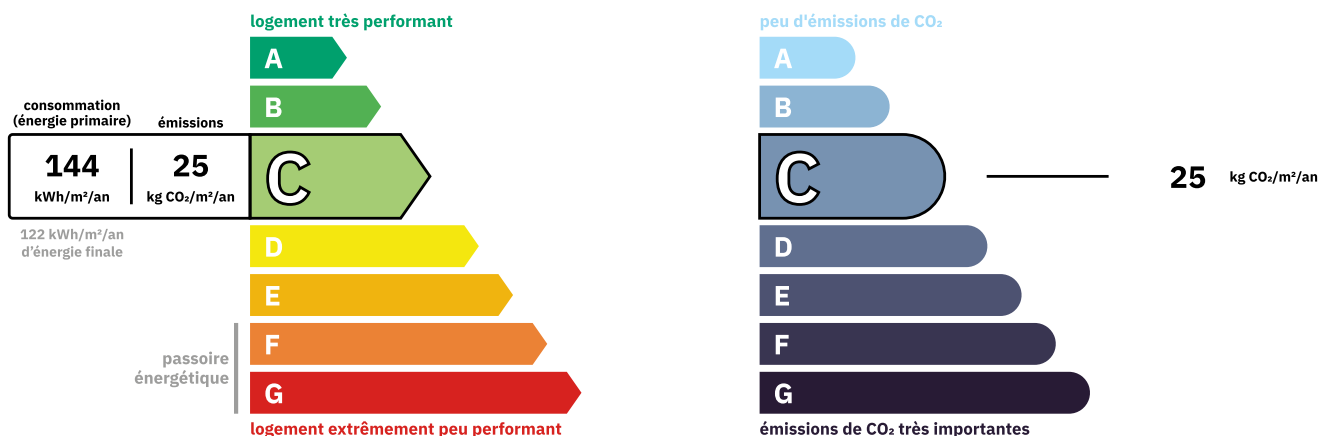 logement très performant
A
B
consommation
(énergie primaire)
émissions
144
kWh/m²/an
25
kg CO₂/m²/an
C
122 kWh/m²/an
d'énergie finale
D
E
F
G
passoire
énergétique
logement extrêmement peu performant
peu d'émissions de CO₂
A
B
C
25 kg CO₂/m²/an
D
E
F
G
émissions de CO₂ très importantes